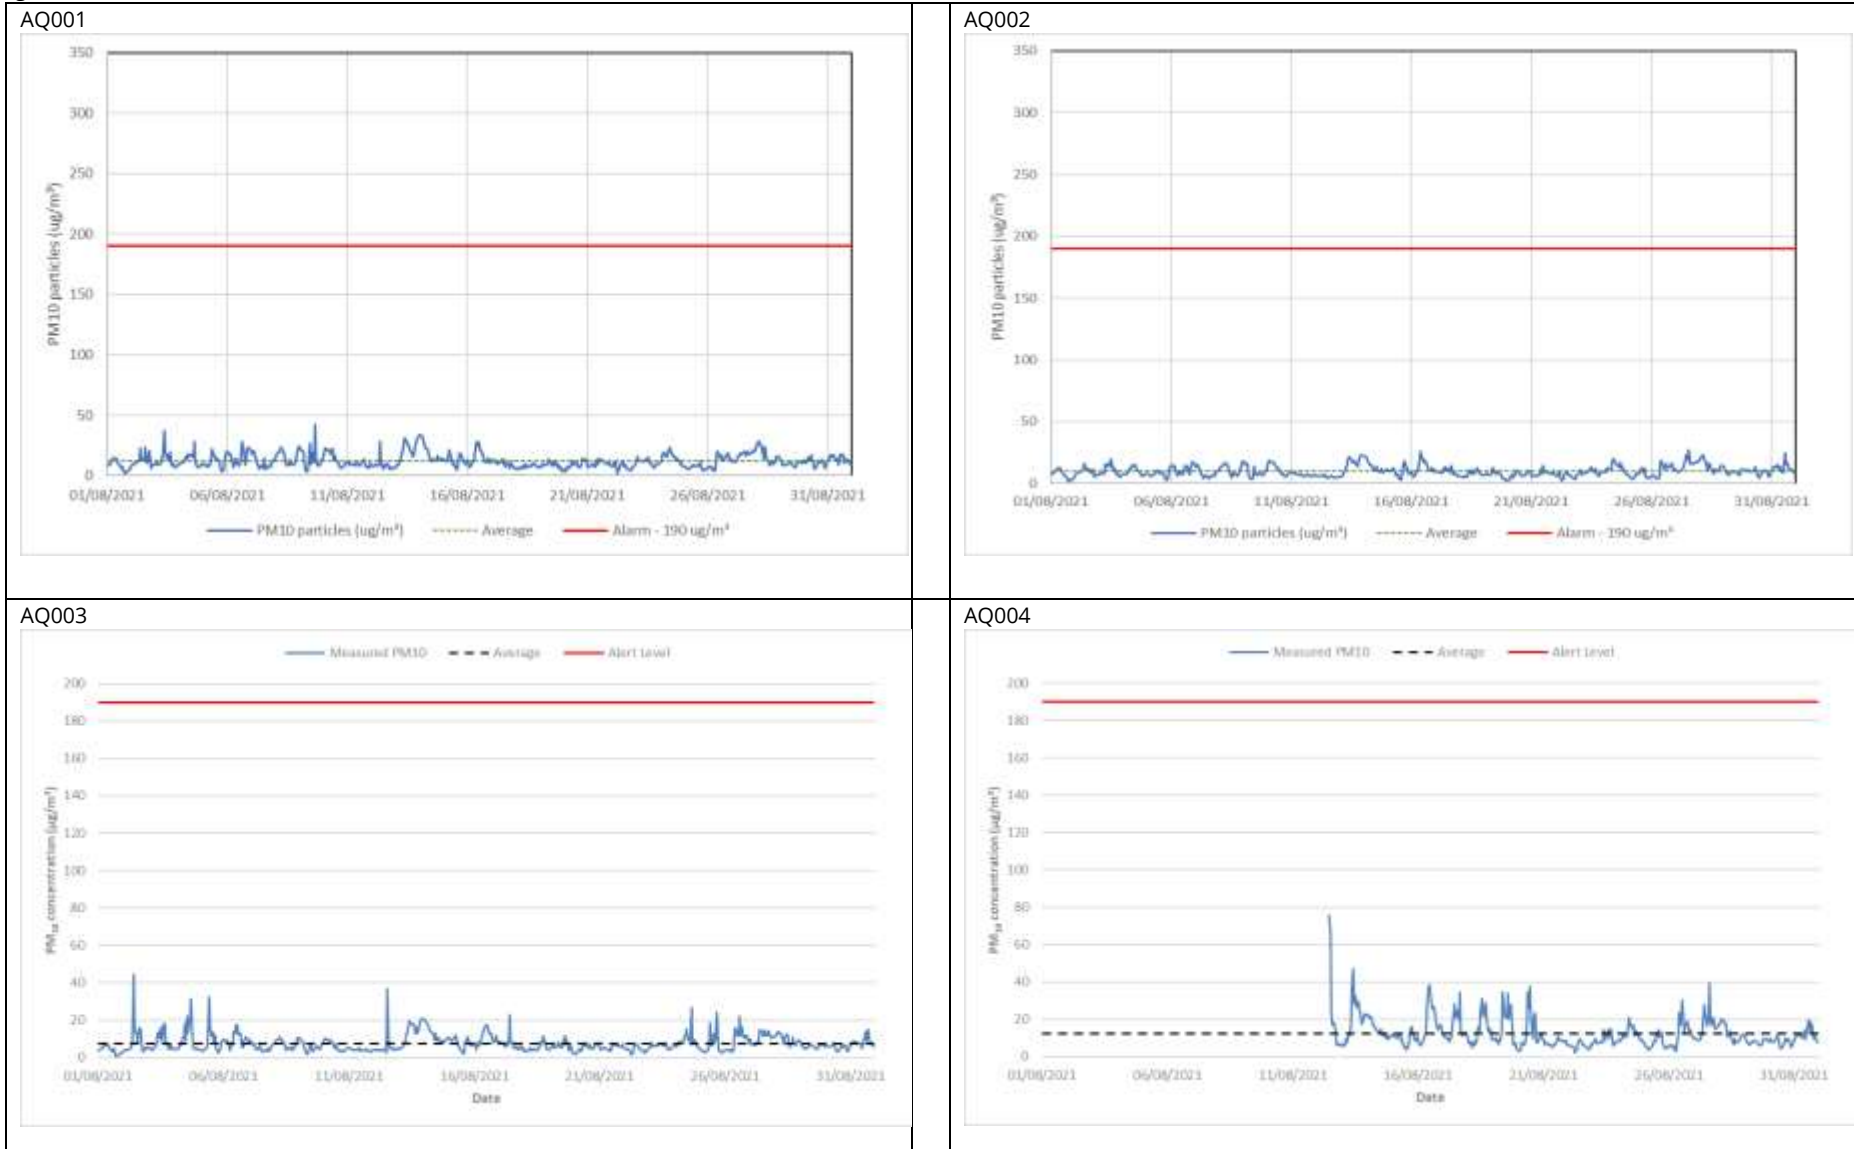 AQ001
350
300
250
200
150
100
50
0
PM10 particles (ug/m³)
01/08/2021 06/08/2021 11/08/2021 16/08/2021 21/08/2021 26/08/2021 31/08/2021
PM10 particles (ug/m³) Average Alarm - 190 ug/m³
AQ002
350
300
250
200
150
100
50
0
PM10 particles (ug/m³)
01/08/2021 06/08/2021 11/08/2021 16/08/2021 21/08/2021 26/08/2021 31/08/2021
PM10 particles (ug/m³) Average Alarm - 190 ug/m³
AQ003
Measured PM10 Average Alert Level
200
180
160
140
120
100
80
60
40
20
0
PM₁₀ concentration (µg/m³)
01/08/2021 06/08/2021 11/08/2021 16/08/2021 21/08/2021 26/08/2021 31/08/2021
Date
AQ004
Measured PM10 Average Alert Level
200
180
160
140
120
100
80
60
40
20
0
PM₁₀ concentration (µg/m³)
01/08/2021 06/08/2021 11/08/2021 16/08/2021 21/08/2021 26/08/2021 31/08/2021
Date